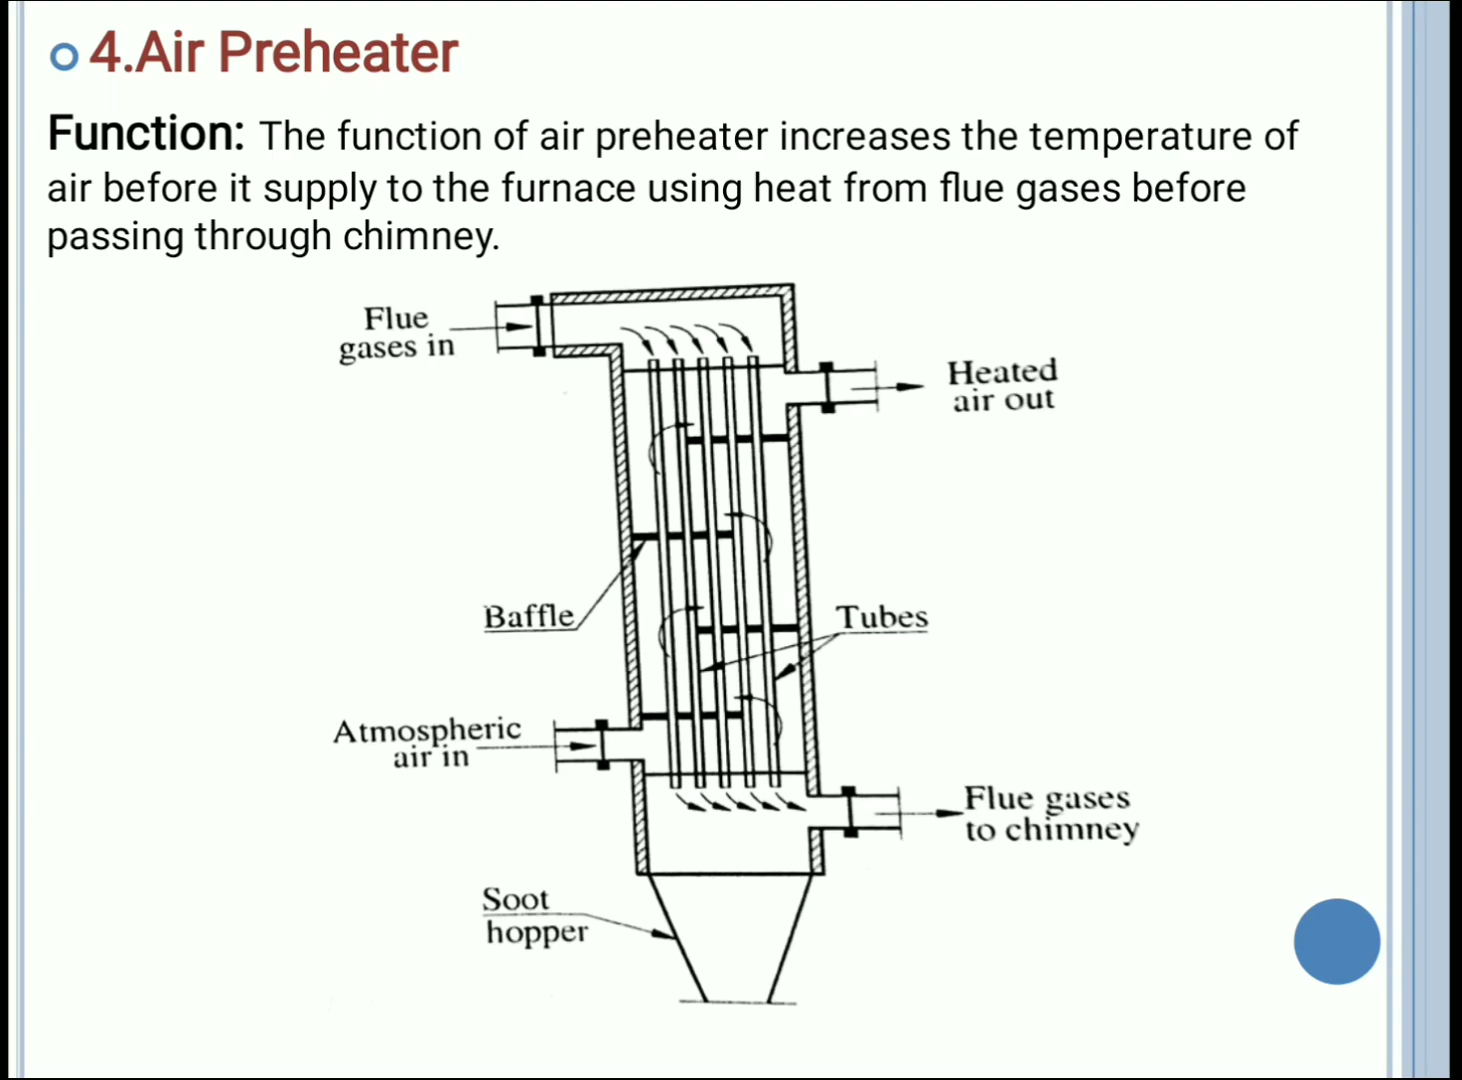 4.Air Preheater
Function: The function of air preheater increases the temperature of
air before it supply to the furnace using heat from flue gases before
passing through chimney.
Flue
gases in
Heated
air out
Baffle
Tubes
Atmospheric
air in
Flue gases
to chimney
Soot
hopper